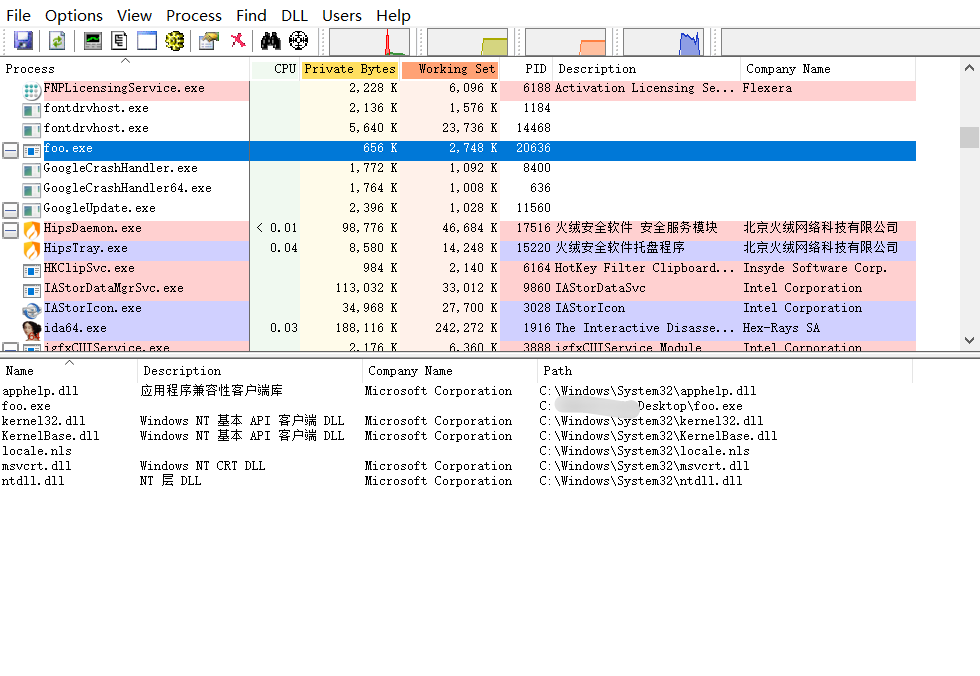 File Options View Process Find DLL Users Help
Process CPU Private Bytes Working Set PID Description Company Name
FNPLicensingService.exe 2,228 K 6,096 K 6188 Activation Licensing Se... Flexera
fontdrvhost.exe 2,136 K 1,576 K 1184
fontdrvhost.exe 5,640 K 23,736 K 14468
foo.exe 656 K 2,748 K 20636
GoogleCrashHandler.exe 1,772 K 1,092 K 8400
GoogleCrashHandler64.exe 1,764 K 1,008 K 636
GoogleUpdate.exe 2,396 K 1,028 K 11560
HipsDaemon.exe < 0.01 98,776 K 46,684 K 17516 火绒安全软件 安全服务模块 北京火绒网络科技有限公司
HipsTray.exe 0.04 8,580 K 14,248 K 15220 火绒安全软件托盘程序 北京火绒网络科技有限公司
HKClipSvc.exe 984 K 2,140 K 6164 HotKey Filter Clipboard... Insyde Software Corp.
IAStorDataMgrSvc.exe 113,032 K 33,012 K 9860 IAStorDataSvc Intel Corporation
IAStorIcon.exe 34,968 K 27,700 K 3028 IAStorIcon Intel Corporation
ida64.exe 0.03 188,116 K 242,272 K 1916 The Interactive Disasse... Hex-Rays SA
igfxCUIService.exe 2,176 K 6,360 K 3888 igfxCUIService Module Intel Corporation
Name Description Company Name Path
apphelp.dll 应用程序兼容性客户端库 Microsoft Corporation C:\Windows\System32\apphelp.dll
foo.exe C: Desktop\foo.exe
kernel32.dll Windows NT 基本 API 客户端 DLL Microsoft Corporation C:\Windows\System32\kernel32.dll
KernelBase.dll Windows NT 基本 API 客户端 DLL Microsoft Corporation C:\Windows\System32\KernelBase.dll
locale.nls C:\Windows\System32\locale.nls
msvcrt.dll Windows NT CRT DLL Microsoft Corporation C:\Windows\System32\msvcrt.dll
ntdll.dll NT 层 DLL Microsoft Corporation C:\Windows\System32\ntdll.dll